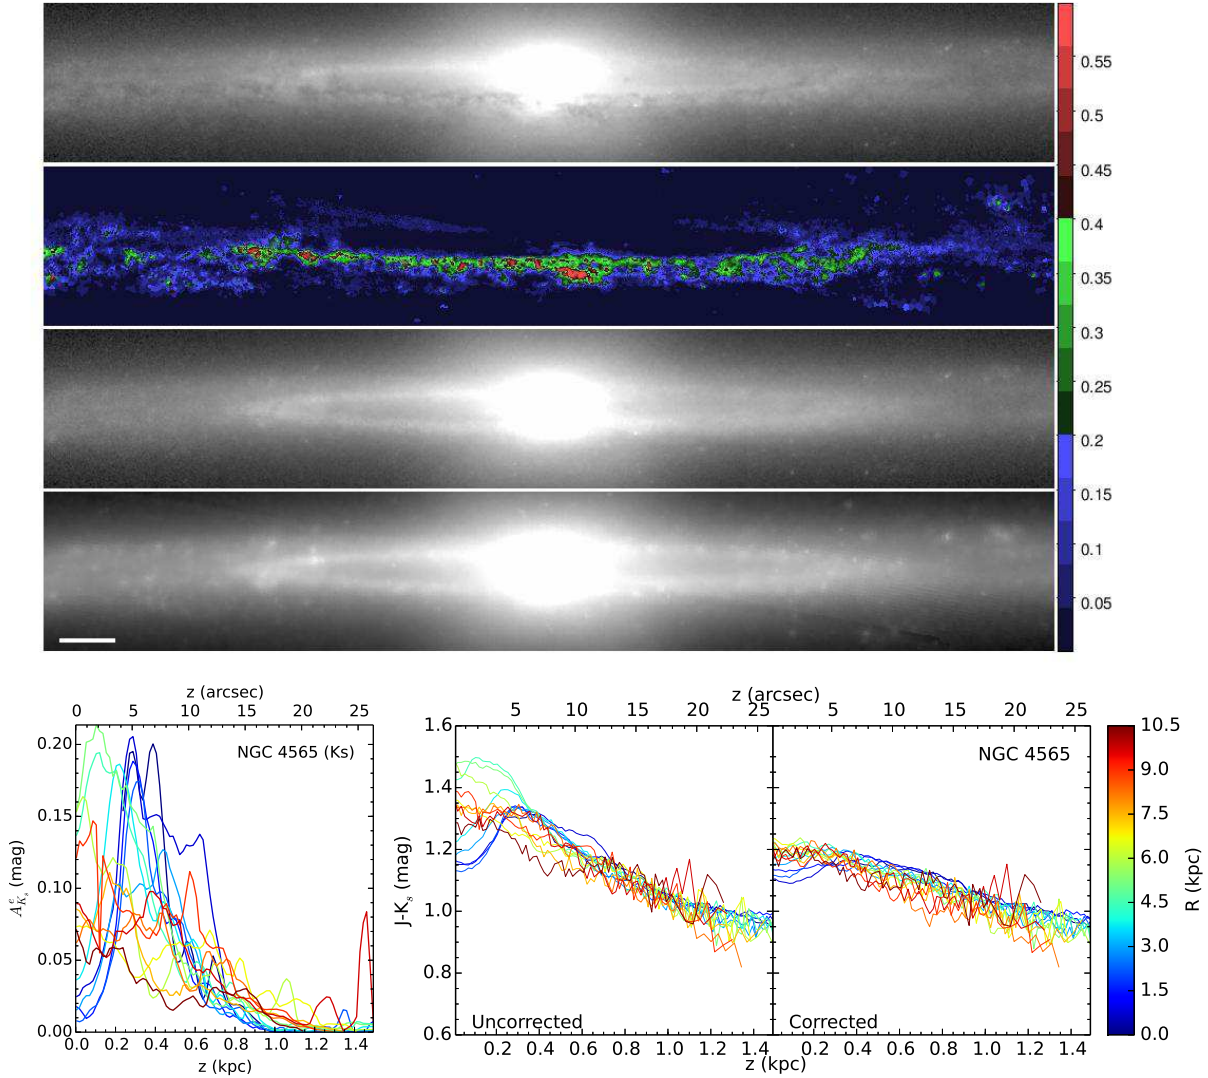 0.55
0.5
0.45
0.4
0.35
0.3
0.25
0.2
0.15
0.1
0.05
z (arcsec)
0 5 10 15 20 25
NGC 4565 (Ks)
0.20
0.15
0.10
0.05
0.00
A^e_{K_s} (mag)
0.0 0.2 0.4 0.6 0.8 1.0 1.2 1.4
z (kpc)
z (arcsec)
5 10 15 20 25 5 10 15 20 25
1.6
1.4
1.2
1.0
0.8
0.6
J-K_s (mag)
NGC 4565
Uncorrected
Corrected
0.2 0.4 0.6 0.8 1.0 1.2 1.4 0.2 0.4 0.6 0.8 1.0 1.2 1.4
z (kpc)
10.5
9.0
7.5
6.0
4.5
3.0
1.5
0.0
R (kpc)